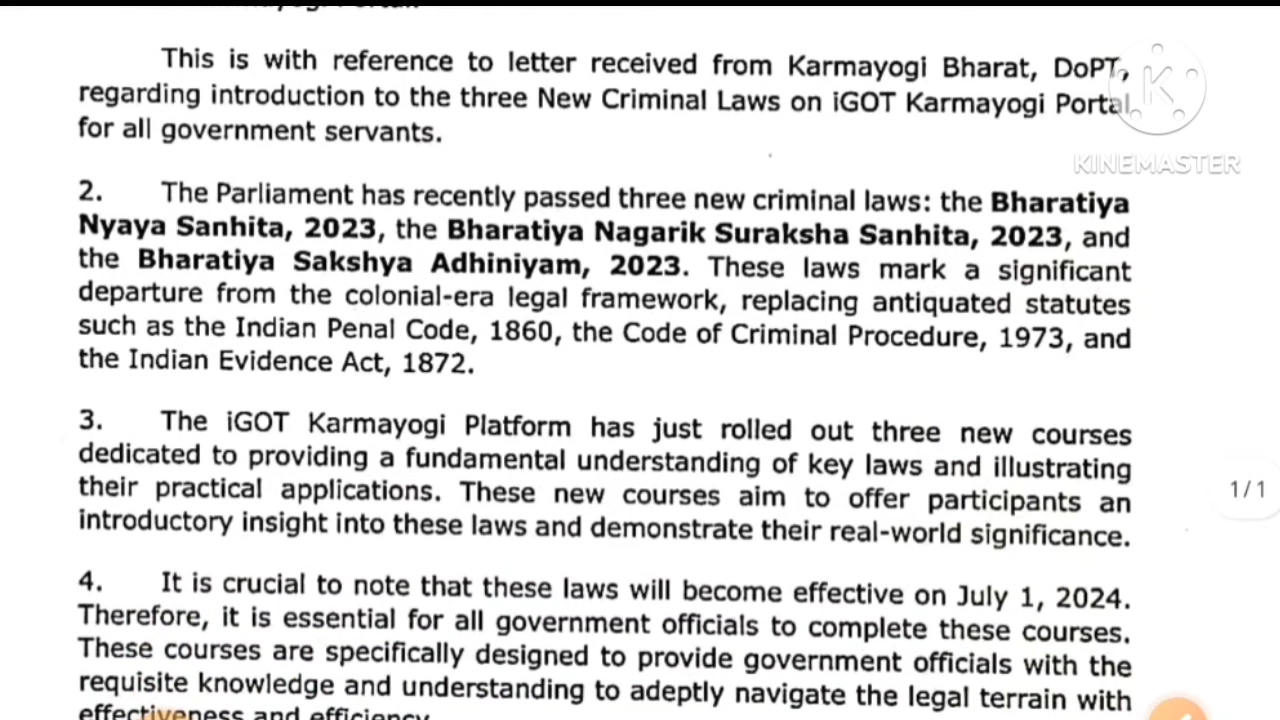 This is with reference to letter received from Karmayogi Bharat, DoPT,
regarding introduction to the three New Criminal Laws on iGOT Karmayogi Portal
for all government servants.
KINEMASTER
2. The Parliament has recently passed three new criminal laws: the Bharatiya
Nyaya Sanhita, 2023, the Bharatiya Nagarik Suraksha Sanhita, 2023, and
the Bharatiya Sakshya Adhiniyam, 2023. These laws mark a significant
departure from the colonial-era legal framework, replacing antiquated statutes
such as the Indian Penal Code, 1860, the Code of Criminal Procedure, 1973, and
the Indian Evidence Act, 1872.
3. The iGOT Karmayogi Platform has just rolled out three new courses
dedicated to providing a fundamental understanding of key laws and illustrating
their practical applications. These new courses aim to offer participants an
introductory insight into these laws and demonstrate their real-world significance.
1/1
4. It is crucial to note that these laws will become effective on July 1, 2024.
Therefore, it is essential for all government officials to complete these courses.
These courses are specifically designed to provide government officials with the
requisite knowledge and understanding to adeptly navigate the legal terrain with
effectiveness and efficiency.